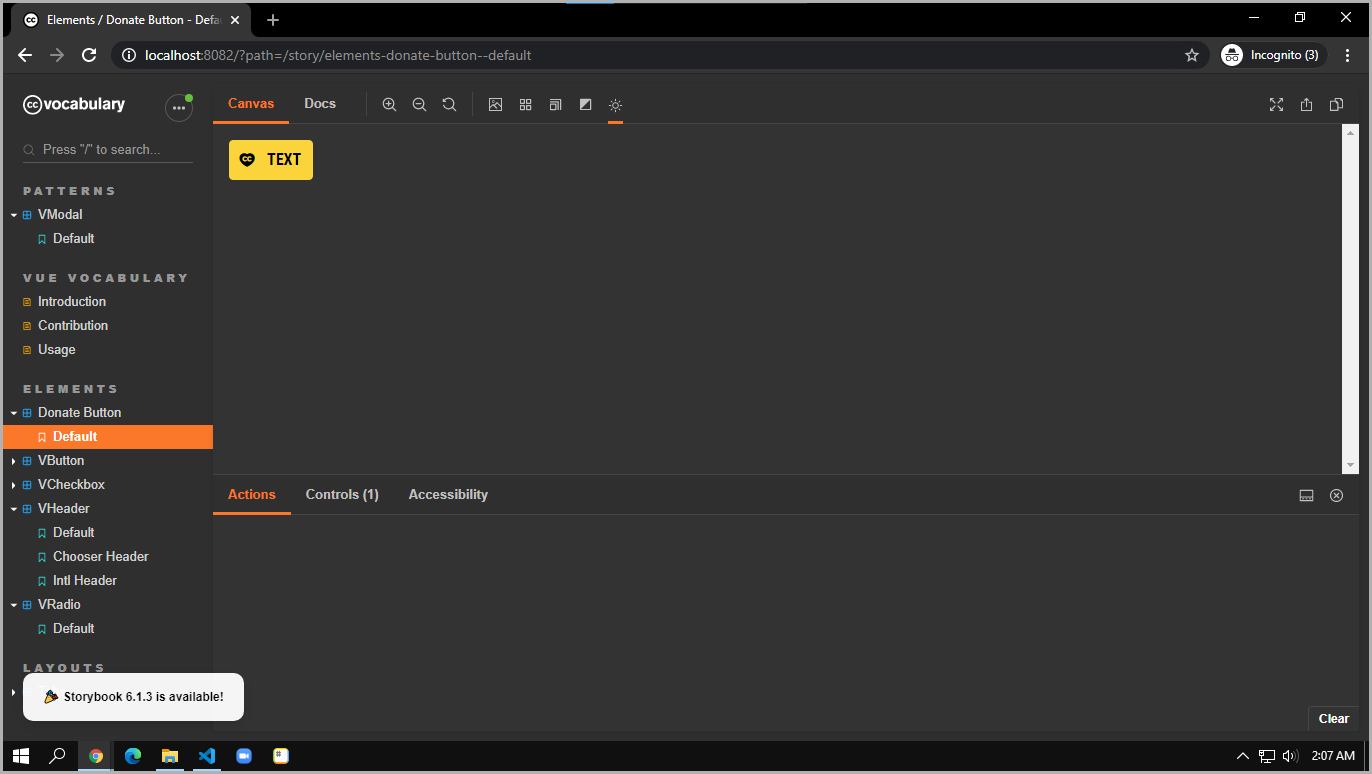 Elements / Donate Button - Defau
localhost:8082/?path=/story/elements-donate-button--default
Incognito (3)
cc vocabulary
Canvas
Docs
Press "/" to search...
CC TEXT
PATTERNS
VModal
Default
VUE VOCABULARY
Introduction
Contribution
Usage
ELEMENTS
Donate Button
Default
VButton
VCheckbox
VHeader
Default
Chooser Header
Intl Header
VRadio
Default
LAYOUTS
Storybook 6.1.3 is available!
Actions
Controls (1)
Accessibility
Clear
2:07 AM